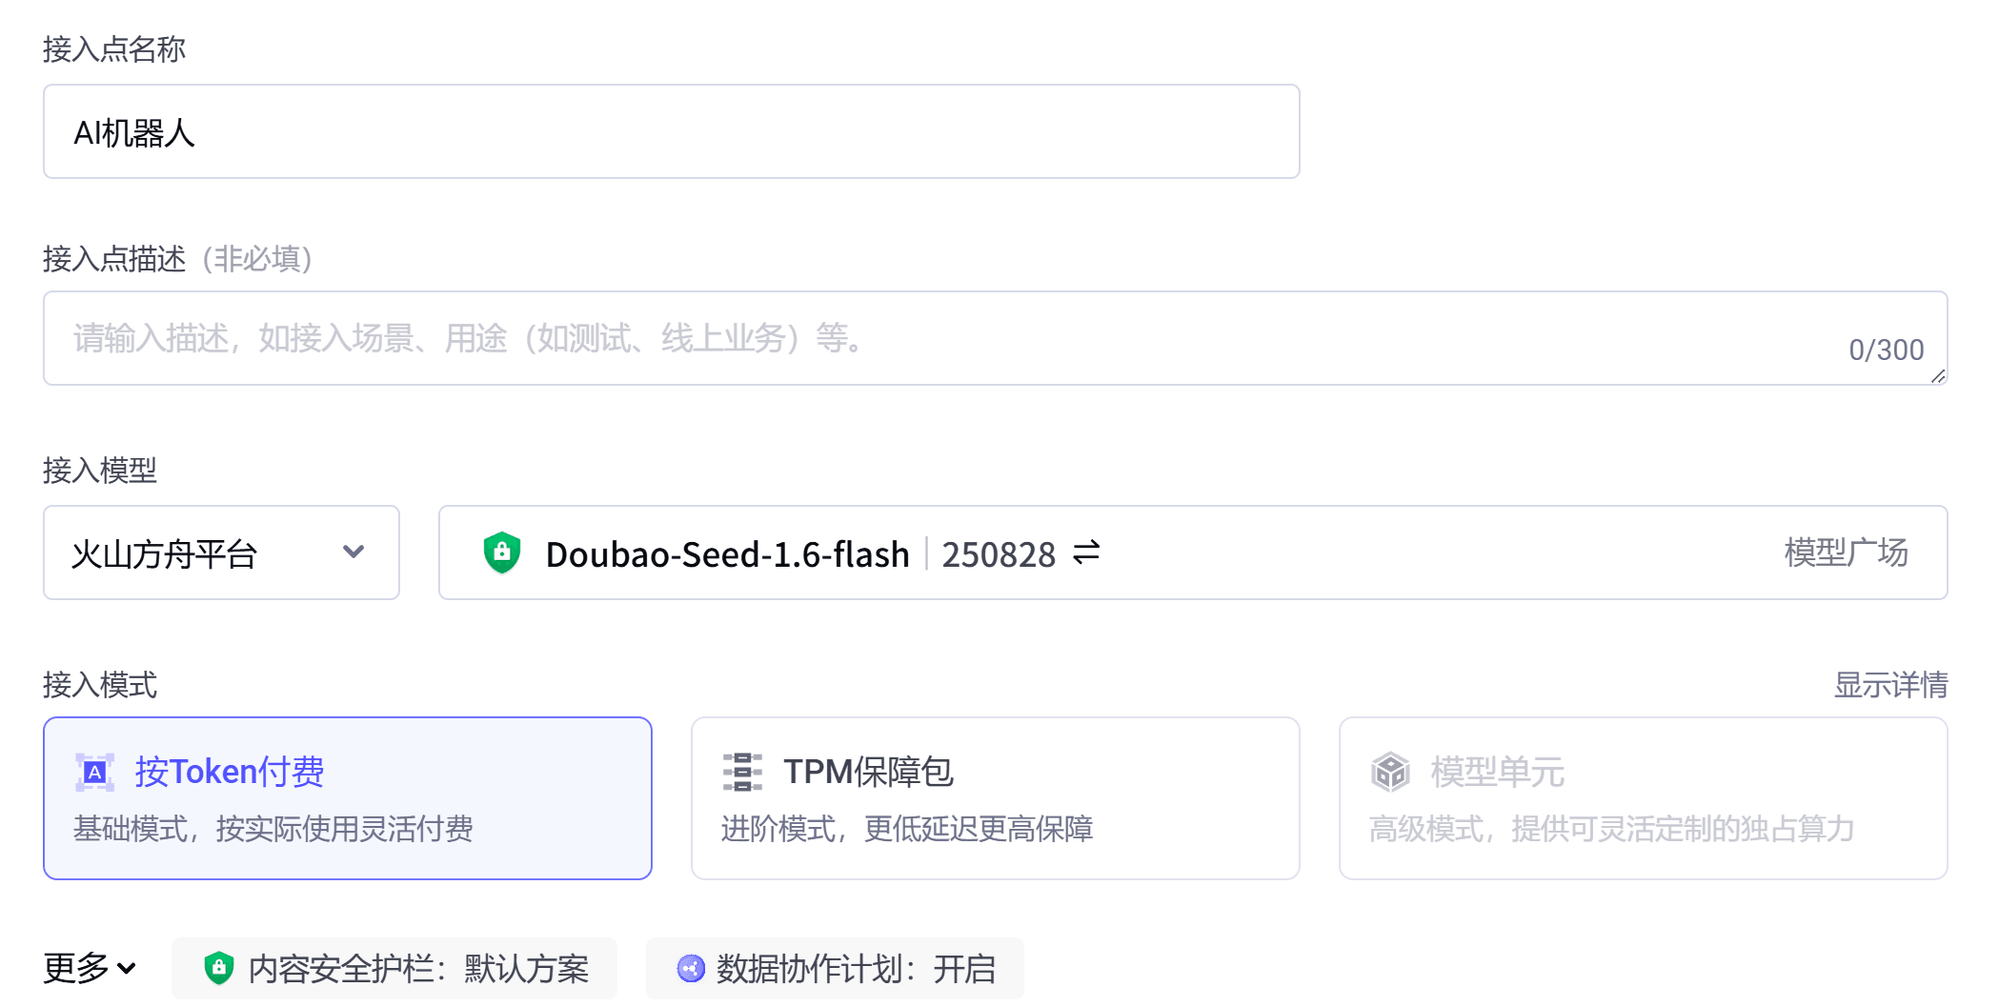 接入点名称
AI机器人
接入点描述（非必填）
请输入描述，如接入场景、用途（如测试、线上业务）等。
0/300
接入模型
火山方舟平台
Doubao-Seed-1.6-flash 250828
模型广场
接入模式
显示详情
按Token付费
基础模式，按实际使用灵活付费
TPM保障包
进阶模式，更低延迟更高保障
模型单元
高级模式，提供可灵活定制的独占算力
更多
内容安全护栏：默认方案
数据协作计划：开启